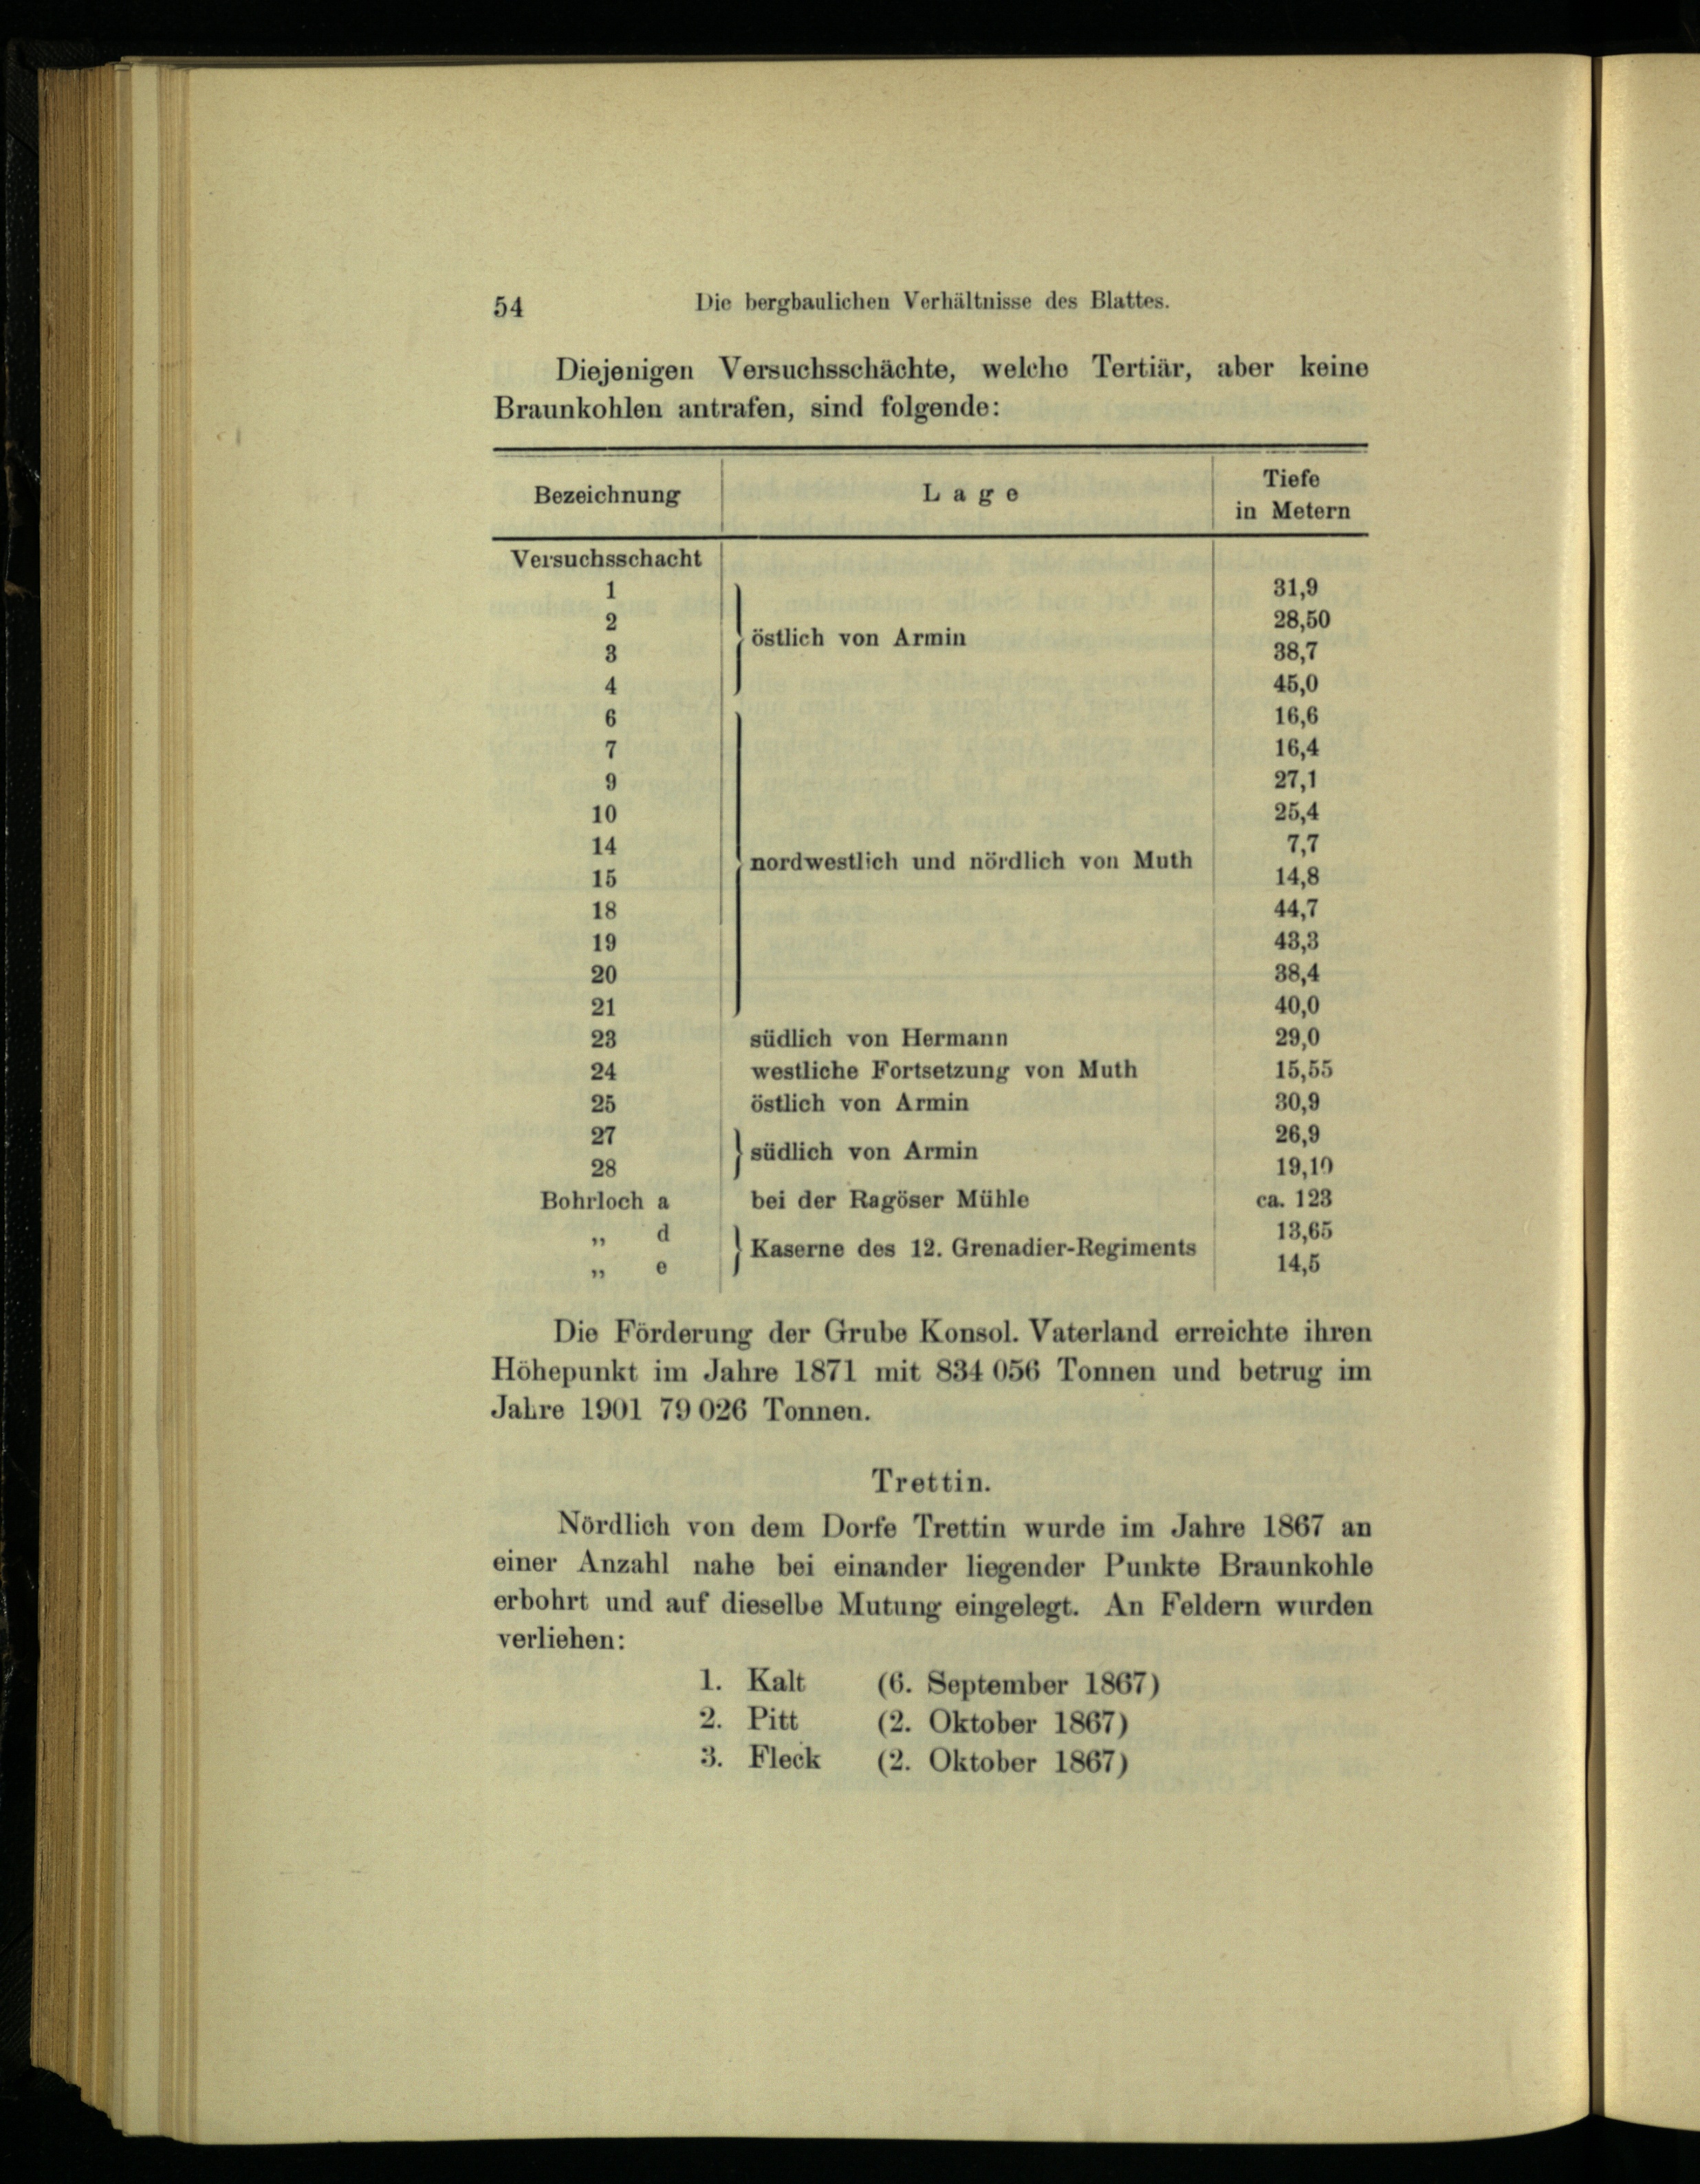 54 Die bergbaulichen Verhältnisse des Blattes.
Diejenigen Versuchsschächte, welche Tertiär, aber keine
Braunkohlen antrafen, sind folgende:
Bezeichnung Lage Tiefe in Metern
Versuchsschacht
1 31,9
2 28,50
östlich von Armin
3 38,7
4 45,0
6 16,6
7 16,4
9 27,1
10 25,4
14 7,7
nordwestlich und nördlich von Muth
15 14,8
18 44,7
19 43,3
20 38,4
21 40,0
23 südlich von Hermann 29,0
24 westliche Fortsetzung von Muth 15,55
25 östlich von Armin 30,9
27 26,9
südlich von Armin
28 19,10
Bohrloch a bei der Ragöser Mühle ca. 123
„ d 13,65
Kaserne des 12. Grenadier-Regiments
„ e 14,5
Die Förderung der Grube Konsol. Vaterland erreichte ihren
Höhepunkt im Jahre 1871 mit 834 056 Tonnen und betrug im
Jahre 1901 79 026 Tonnen.
Trettin.
Nördlich von dem Dorfe Trettin wurde im Jahre 1867 an
einer Anzahl nahe bei einander liegender Punkte Braunkohle
erbohrt und auf dieselbe Mutung eingelegt. An Feldern wurden
verliehen:
1. Kalt (6. September 1867)
2. Pitt (2. Oktober 1867)
3. Fleck (2. Oktober 1867)